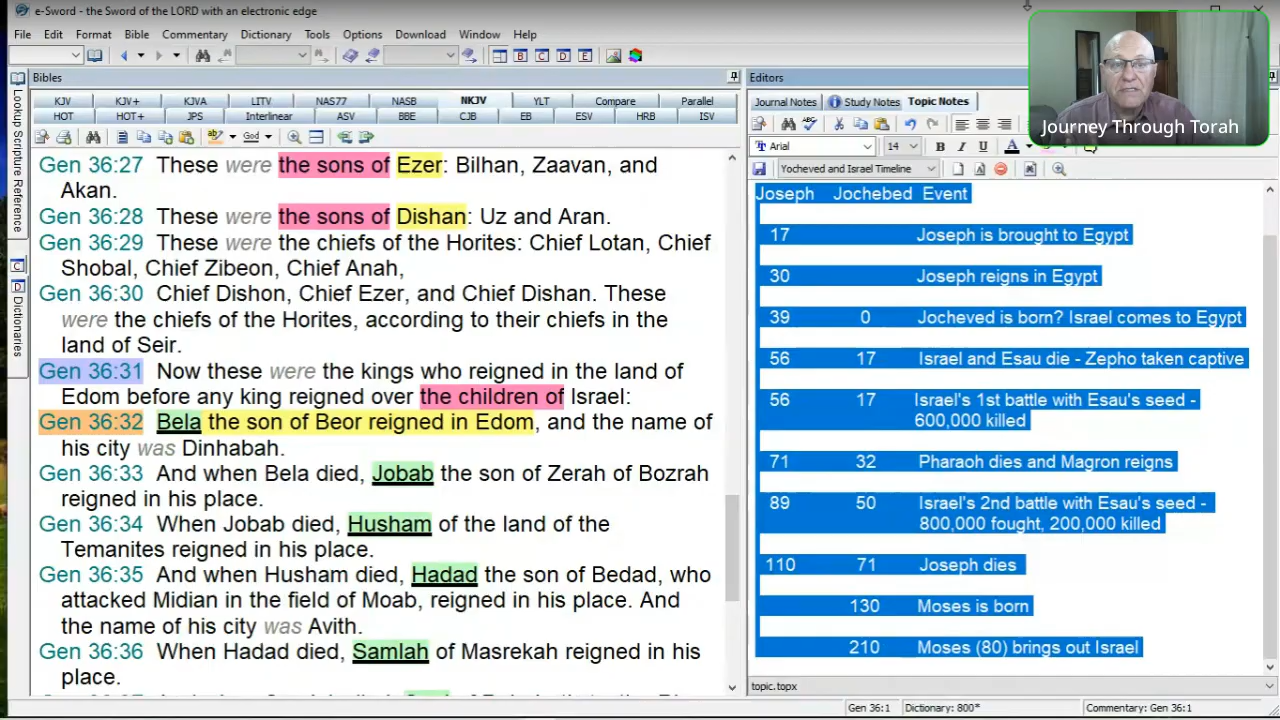 e-Sword - the Sword of the LORD with an electronic edge
File Edit Format Bible Commentary Dictionary Tools Options Download Window Help
B C D E
Bibles
KJV KJV+ KJVA LITV NAS77 NASB NKJV YLT Compare Parallel
HOT HOT+ JPS Interlinear ASV BBE CJB EB ESV HRB ISV
God
Gen 36:27 These were the sons of Ezer: Bilhan, Zaavan, and
Akan.
Gen 36:28 These were the sons of Dishan: Uz and Aran.
Gen 36:29 These were the chiefs of the Horites: Chief Lotan, Chief
Shobal, Chief Zibeon, Chief Anah,
Gen 36:30 Chief Dishon, Chief Ezer, and Chief Dishan. These
were the chiefs of the Horites, according to their chiefs in the
land of Seir.
Gen 36:31 Now these were the kings who reigned in the land of
Edom before any king reigned over the children of Israel:
Gen 36:32 Bela the son of Beor reigned in Edom, and the name of
his city was Dinhabah.
Gen 36:33 And when Bela died, Jobab the son of Zerah of Bozrah
reigned in his place.
Gen 36:34 When Jobab died, Husham of the land of the
Temanites reigned in his place.
Gen 36:35 And when Husham died, Hadad the son of Bedad, who
attacked Midian in the field of Moab, reigned in his place. And
the name of his city was Avith.
Gen 36:36 When Hadad died, Samlah of Masrekah reigned in his
place.
Lookup Scripture Reference
C
D
Dictionaries
Editors
Journal Notes Study Notes Topic Notes
Arial 14 B I U A
Yocheved and Israel Timeline
Joseph Jochebed Event
17 Joseph is brought to Egypt
30 Joseph reigns in Egypt
39 0 Jocheved is born? Israel comes to Egypt
56 17 Israel and Esau die - Zepho taken captive
56 17 Israel's 1st battle with Esau's seed -
600,000 killed
71 32 Pharaoh dies and Magron reigns
89 50 Israel's 2nd battle with Esau's seed -
800,000 fought, 200,000 killed
110 71 Joseph dies
130 Moses is born
210 Moses (80) brings out Israel
topic.topx
Gen 36:1 Dictionary: 800* Commentary: Gen 36:1
Journey Through Torah